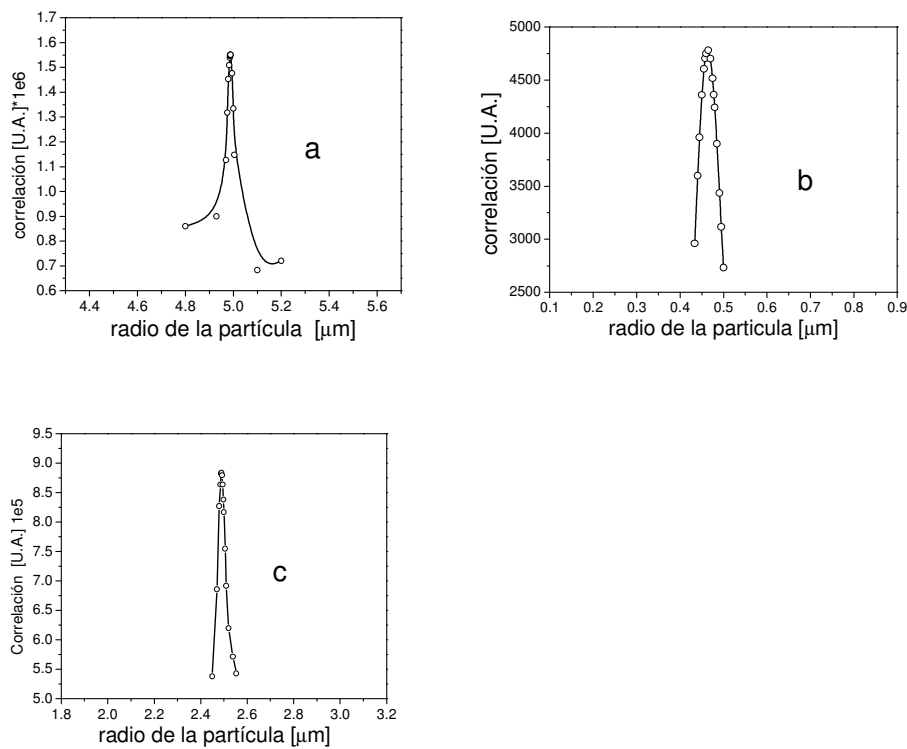 1.7
1.6
1.5
1.4
1.3
1.2
1.1
1.0
0.9
0.8
0.7
0.6
4.4 4.6 4.8 5.0 5.2 5.4 5.6
correlación [U.A.]*1e6
radio de la partícula [μm]
a
5000
4750
4500
4250
4000
3750
3500
3250
3000
2750
2500
0.1 0.2 0.3 0.4 0.5 0.6 0.7 0.8 0.9
correlación [U.A.]
radio de la particula [μm]
b
9.5
9.0
8.5
8.0
7.5
7.0
6.5
6.0
5.5
5.0
1.8 2.0 2.2 2.4 2.6 2.8 3.0 3.2
Correlación [U.A.] 1e5
radio de la partícula [μm]
c